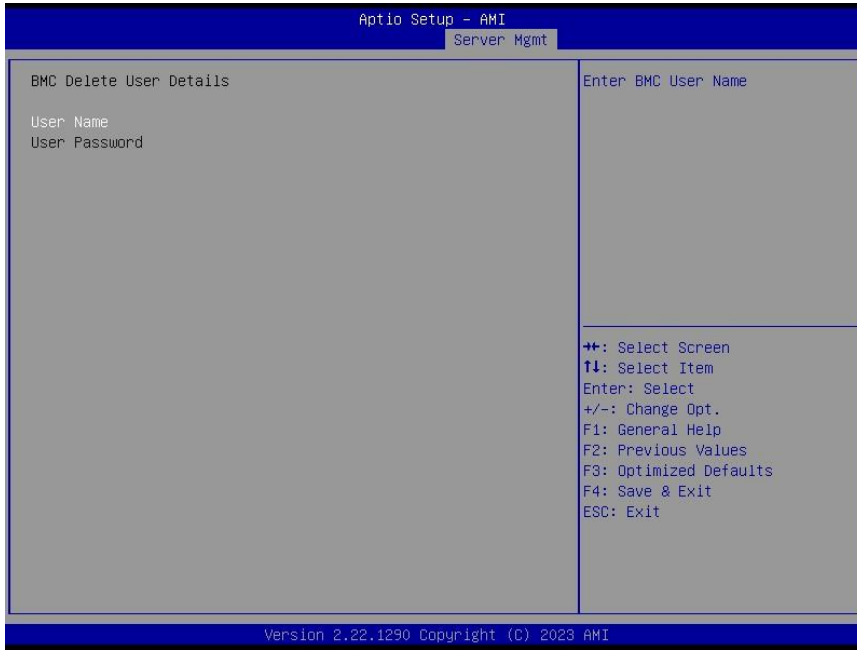 Aptio Setup – AMI
Server Mgmt
BMC Delete User Details
User Name
User Password
Enter BMC User Name
→←: Select Screen
↑↓: Select Item
Enter: Select
+/-: Change Opt.
F1: General Help
F2: Previous Values
F3: Optimized Defaults
F4: Save & Exit
ESC: Exit
Version 2.22.1290 Copyright (C) 2023 AMI